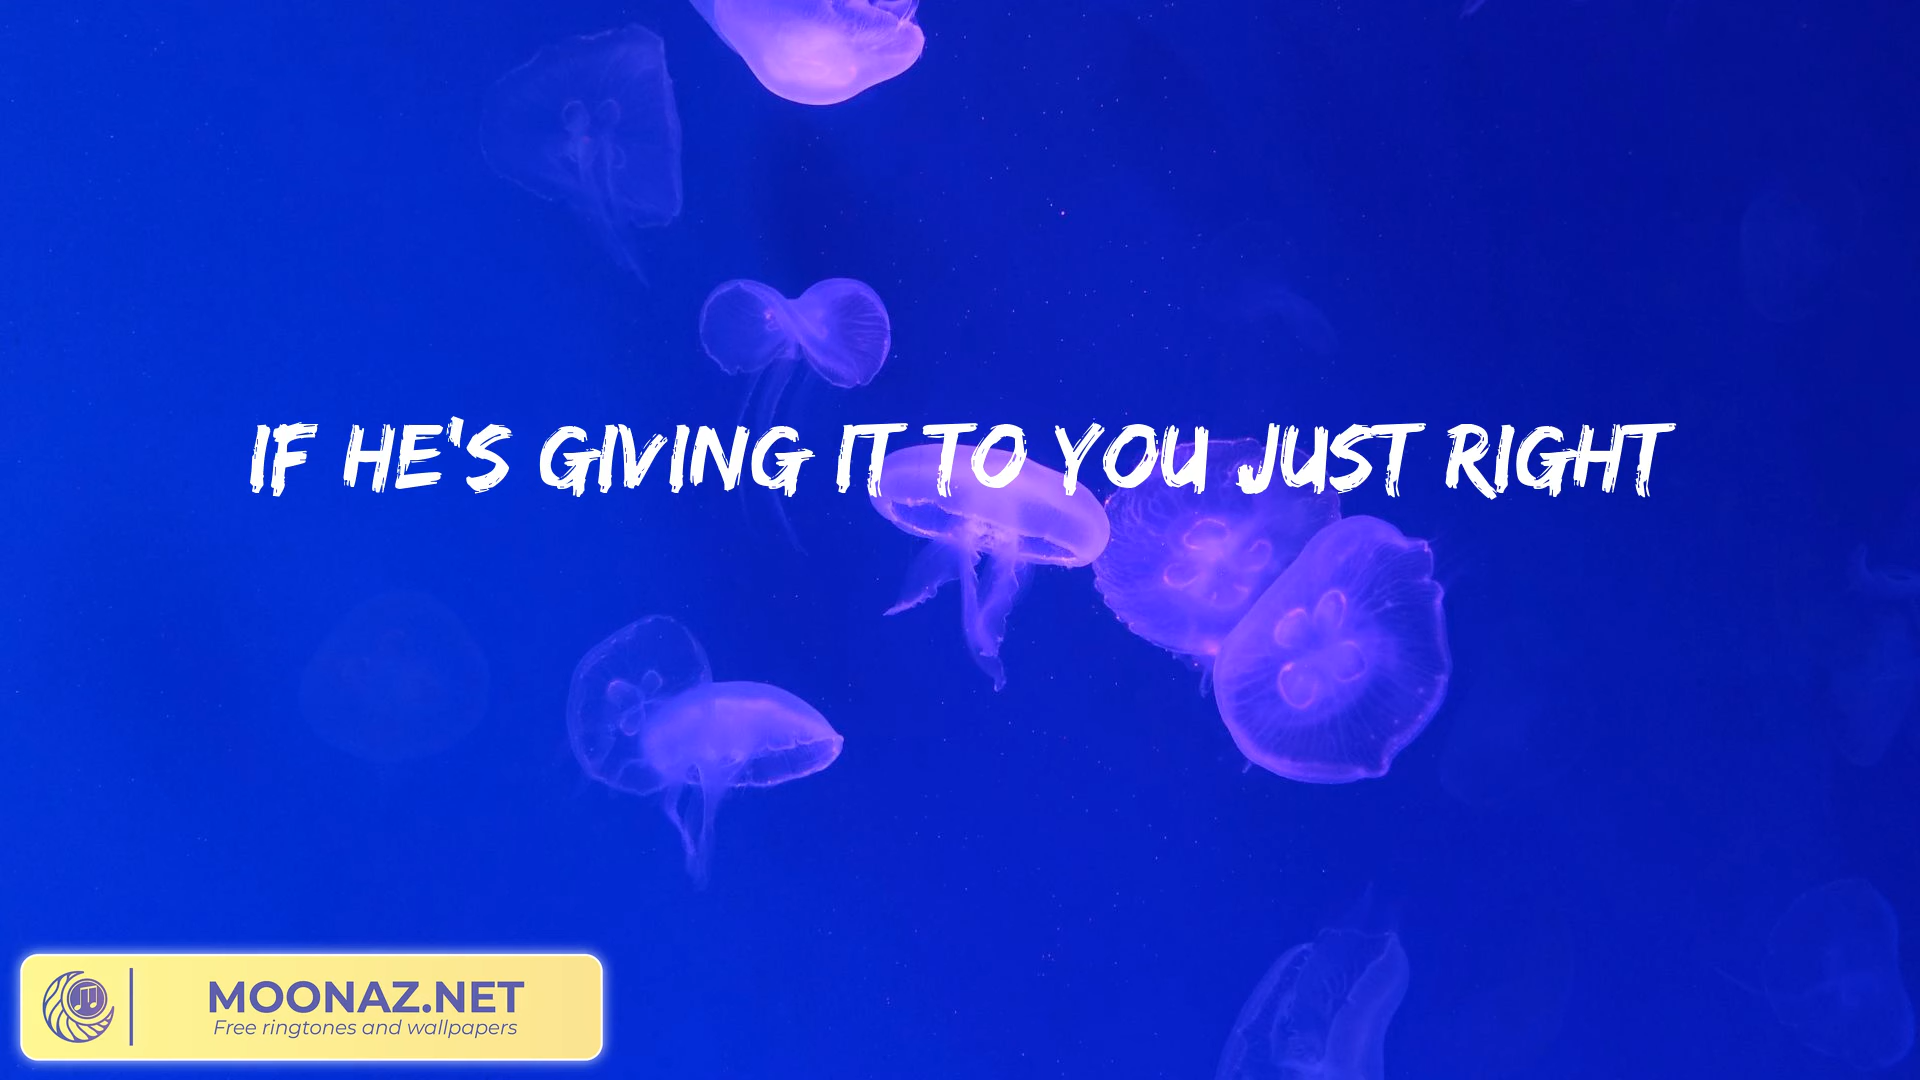 IF HE'S GIVING IT TO YOU JUST RIGHT
MOONAZ.NET
Free ringtones and wallpapers